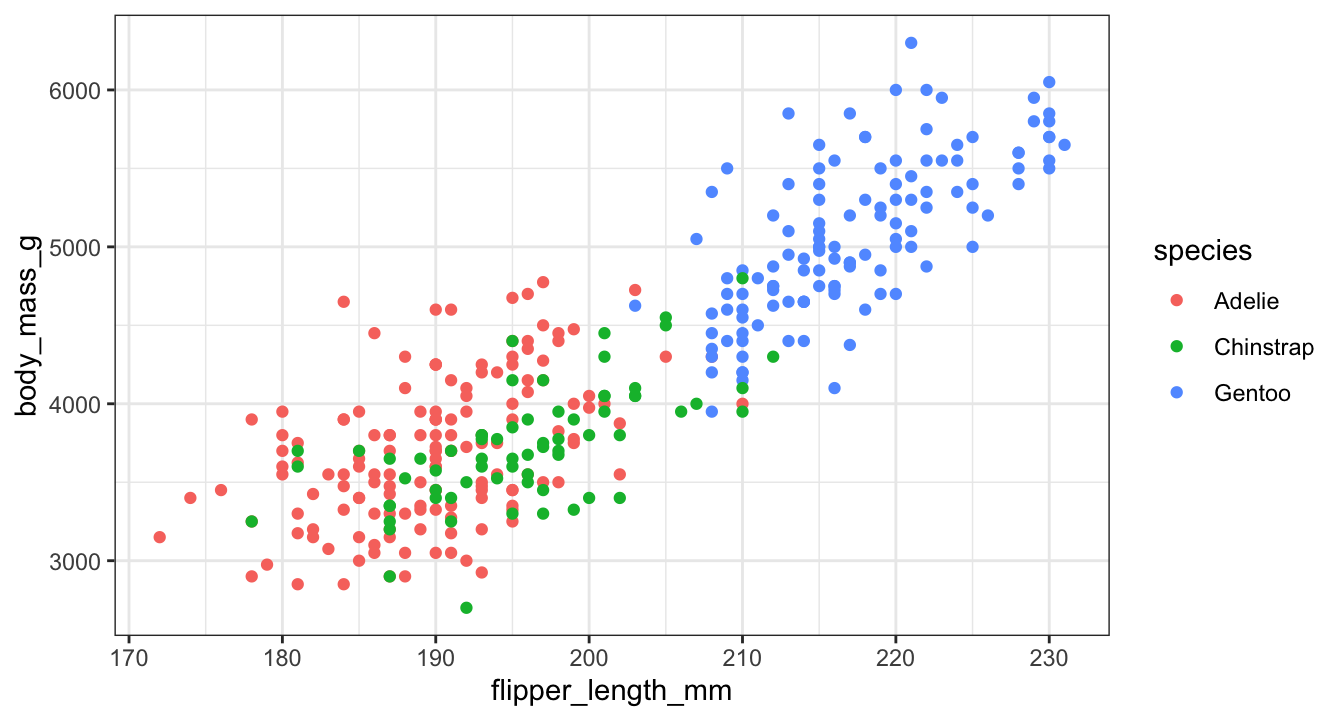 6000
5000
4000
3000
body_mass_g
170 180 190 200 210 220 230
flipper_length_mm
species
Adelie
Chinstrap
Gentoo